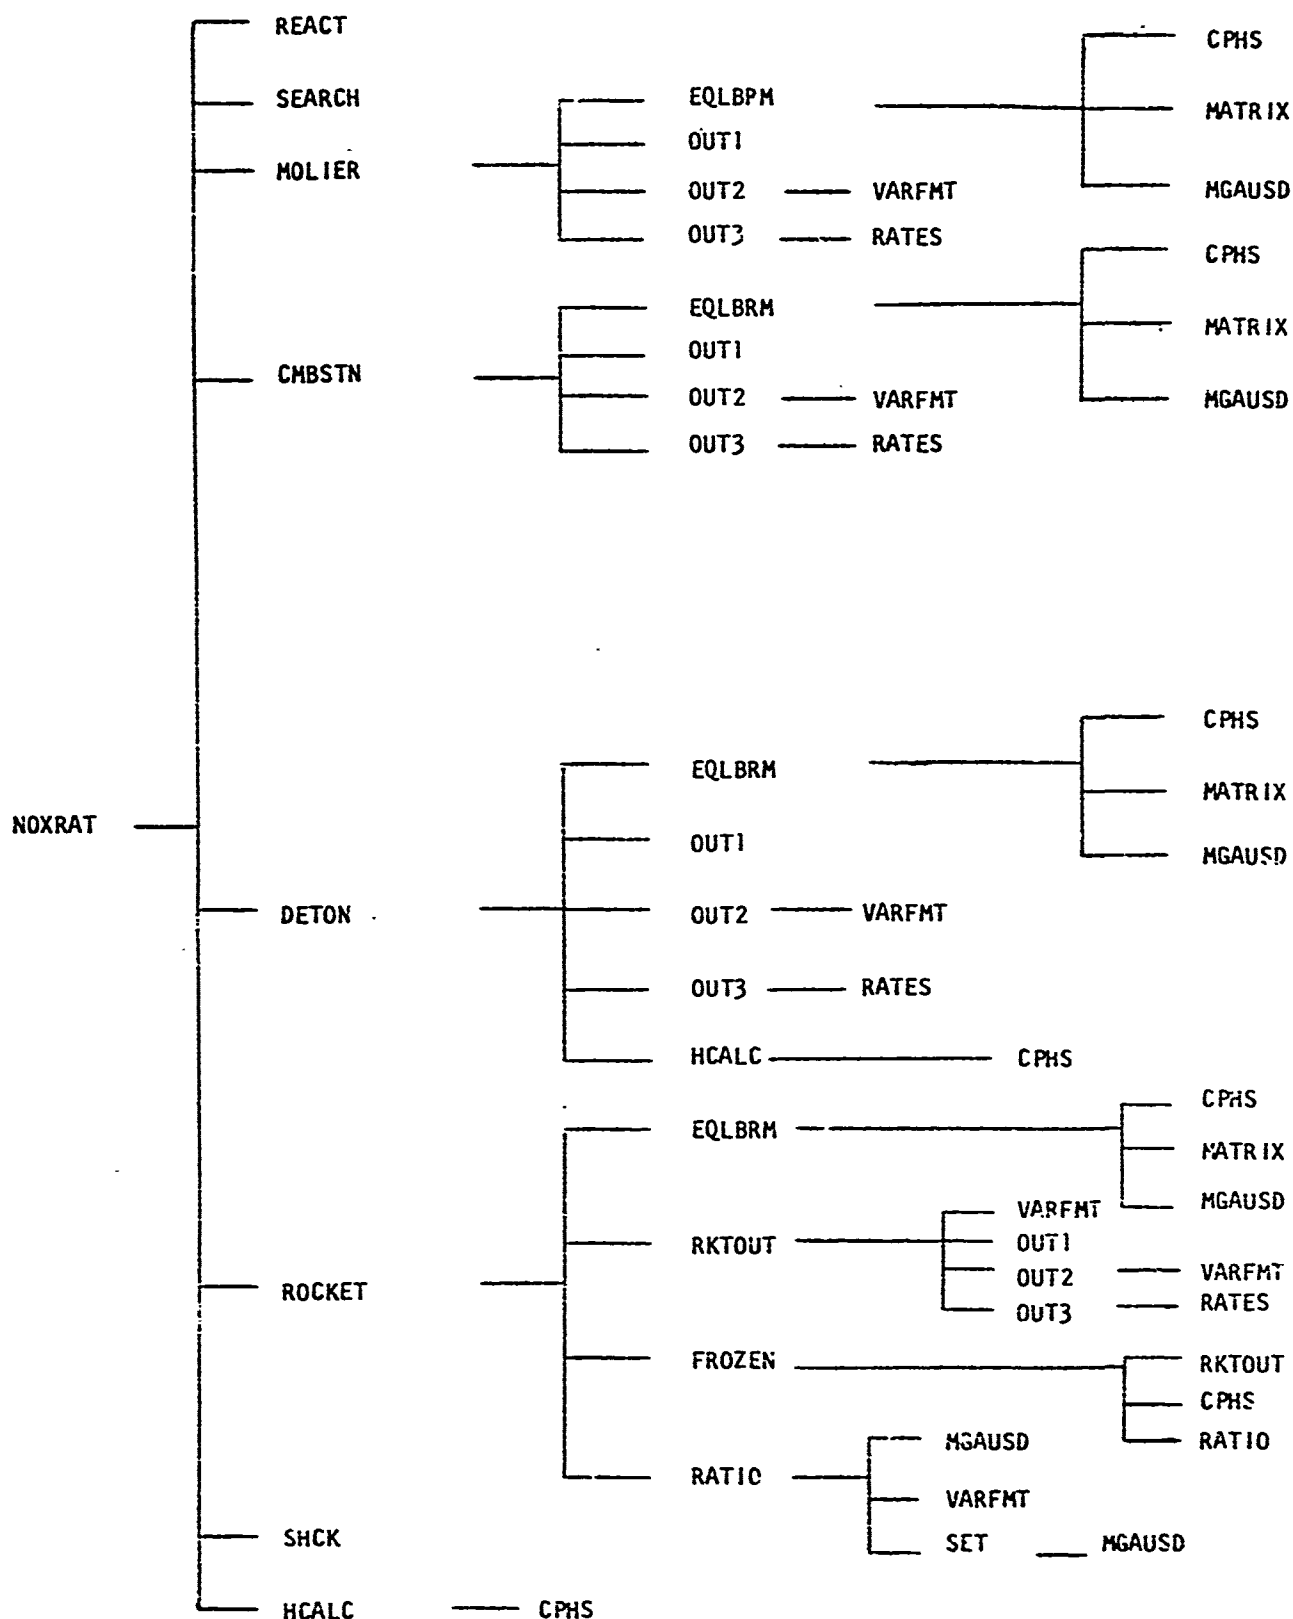 REACT
CPHS
SEARCH
EQLBPM
MATRIX
OUT1
MOLIER
OUT2 VARFMT
MGAUSD
OUT3 RATES
CPHS
EQLBRM
MATRIX
OUT1
CMBSTN
OUT2 VARFMT
MGAUSD
OUT3 RATES
CPHS
EQLBRM
MATRIX
NOXRAT
OUT1
MGAUSD
DETON
OUT2 VARFMT
OUT3 RATES
HCALC CPHS
CPHS
EQLBRM
MATRIX
MGAUSD
VARFMT
RKTOUT
OUT1
OUT2 VARFMT
ROCKET
OUT3 RATES
FROZEN
RKTOUT
CPHS
MGAUSD
RATIO
RATIO
VARFMT
SHCK
SET MGAUSD
HCALC CPHS